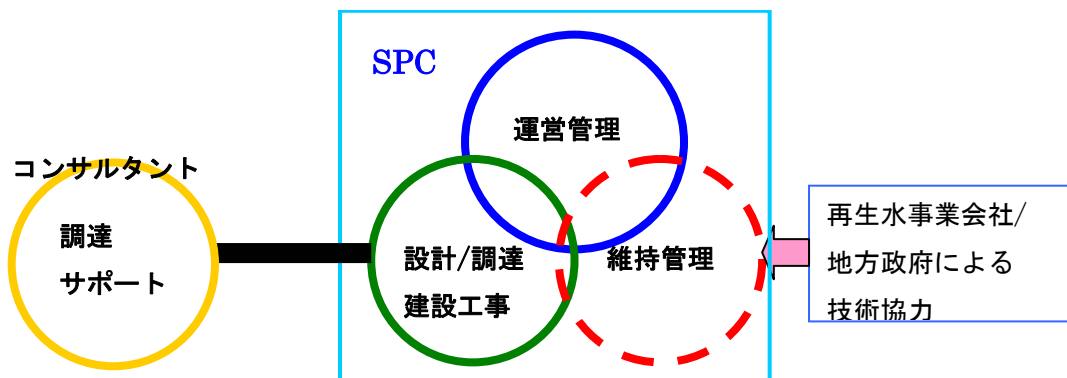 SPC
運営管理
コンサルタント
調達
サポート
設計/調達
建設工事
維持管理
再生水事業会社/
地方政府による
技術協力